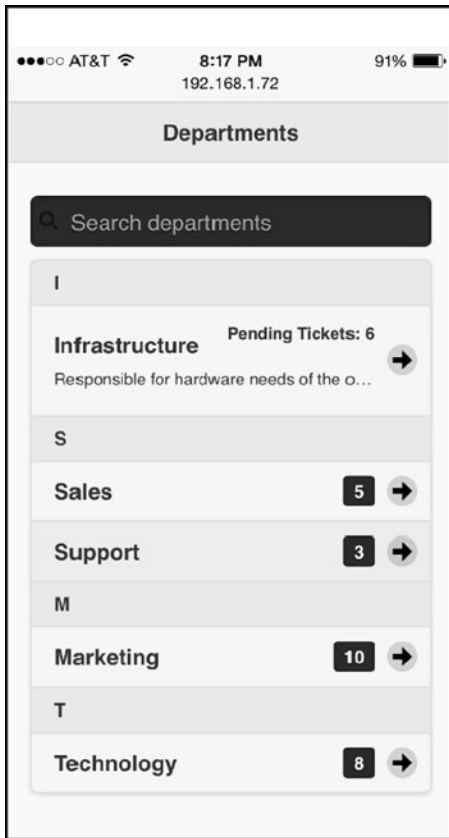 AT&T 8:17 PM 91%
192.168.1.72
Departments
Search departments
I
Infrastructure Pending Tickets: 6
Responsible for hardware needs of the o...
S
Sales 5
Support 3
M
Marketing 10
T
Technology 8